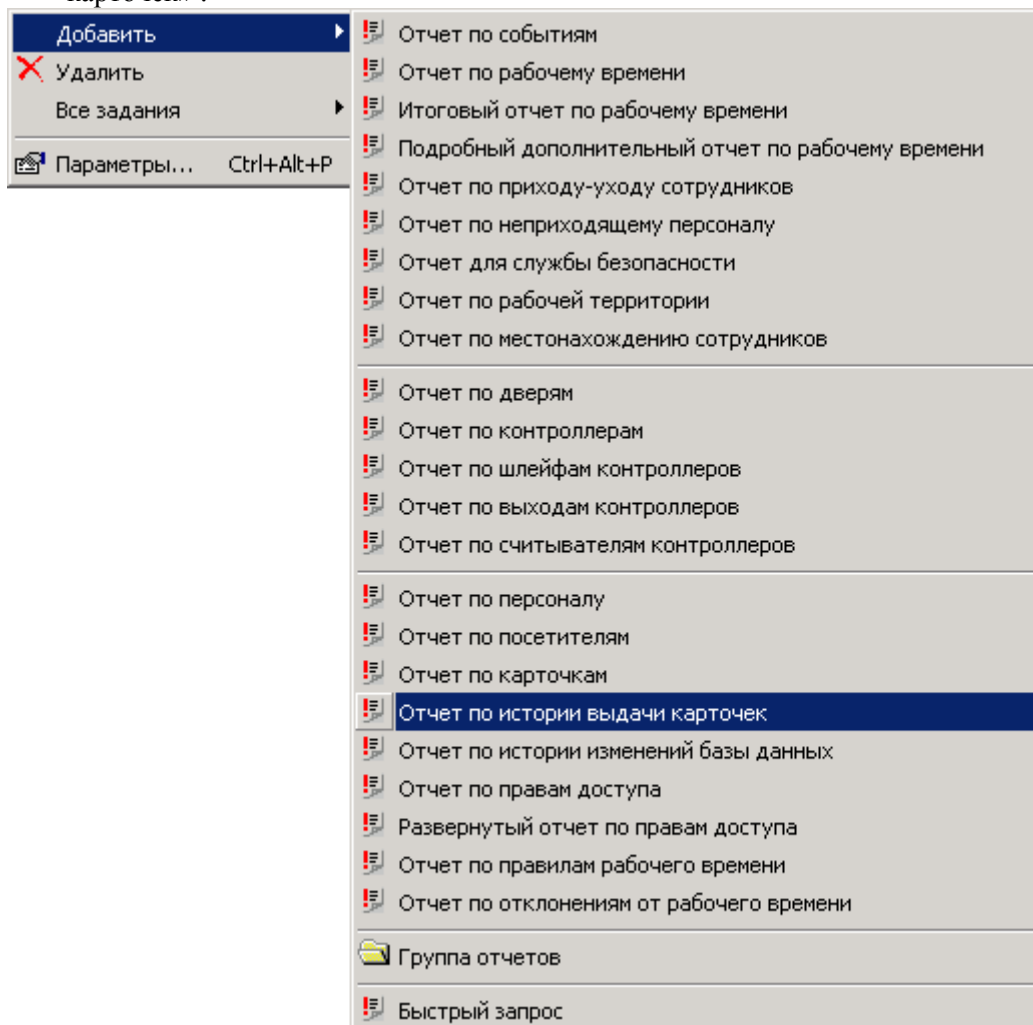 Добавить
Удалить
Все задания
Параметры... Ctrl+Alt+P
Отчет по событиям
Отчет по рабочему времени
Итоговый отчет по рабочему времени
Подробный дополнительный отчет по рабочему времени
Отчет по приходу-уходу сотрудников
Отчет по неприходящему персоналу
Отчет для службы безопасности
Отчет по рабочей территории
Отчет по местонахождению сотрудников
Отчет по дверям
Отчет по контроллерам
Отчет по шлейфам контроллеров
Отчет по выходам контроллеров
Отчет по считывателям контроллеров
Отчет по персоналу
Отчет по посетителям
Отчет по карточкам
Отчет по истории выдачи карточек
Отчет по истории изменений базы данных
Отчет по правам доступа
Развернутый отчет по правам доступа
Отчет по правилам рабочего времени
Отчет по отклонениям от рабочего времени
Группа отчетов
Быстрый запрос